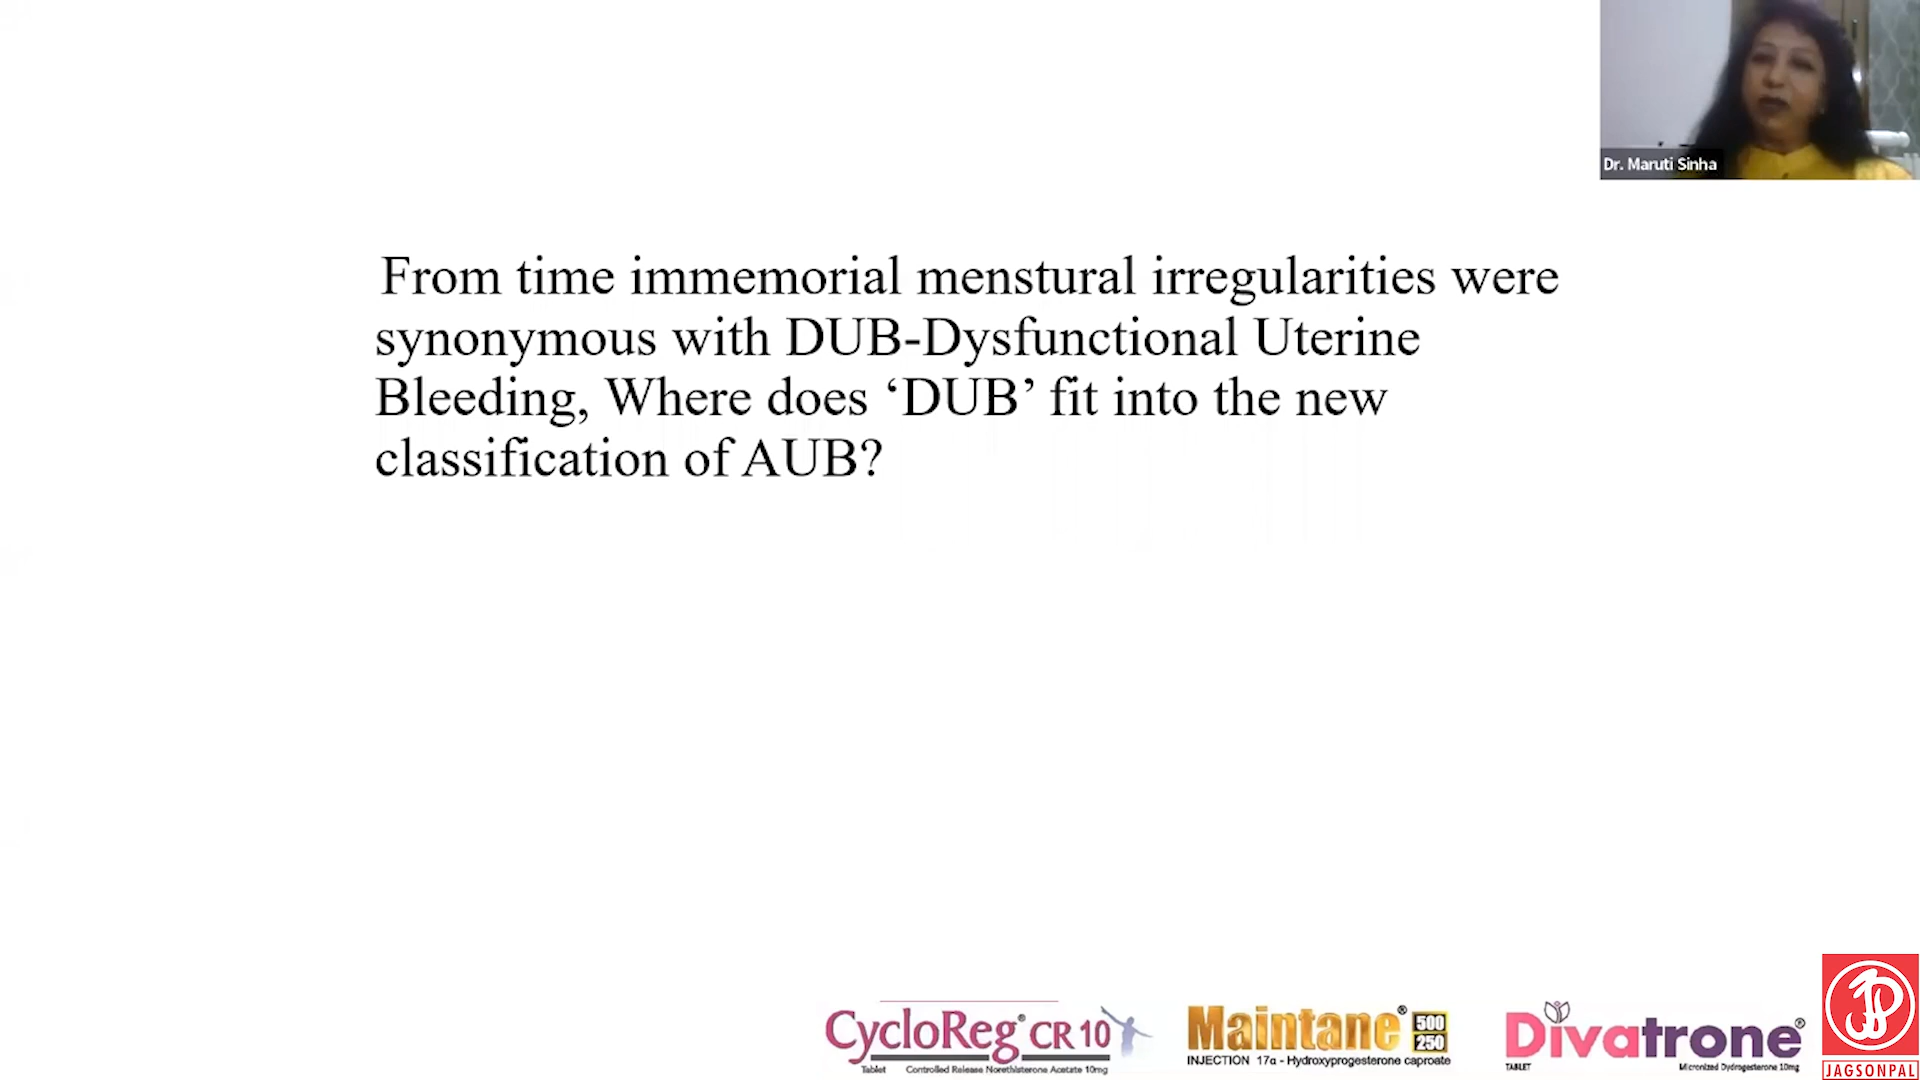 Dr. Maruti Sinha
From time immemorial menstural irregularities were
synonymous with DUB-Dysfunctional Uterine
Bleeding, Where does ‘DUB’ fit into the new
classification of AUB?
CycloReg® CR 10
Tablet Controlled Release Norethisterone Acetate 10mg
Maintane® 500 250
INJECTION 17α - Hydroxyprogesterone caproate
Divatrone®
TABLET Micronized Dydrogesterone 10mg
JAGSONPAL